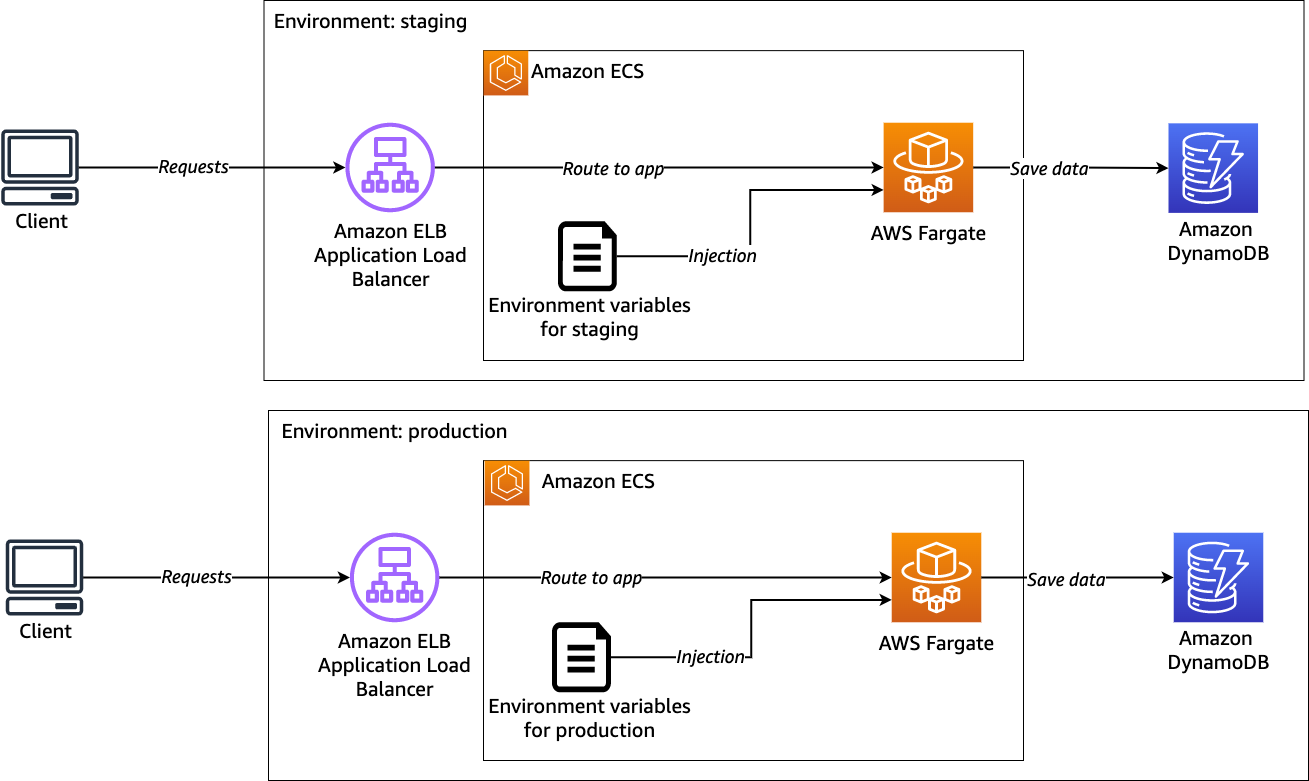 Environment: staging
Amazon ECS
Requests
Route to app
Save data
Client
Amazon ELB
Application Load
Balancer
Injection
AWS Fargate
Amazon
DynamoDB
Environment variables
for staging
Environment: production
Amazon ECS
Requests
Route to app
Save data
Client
Amazon ELB
Application Load
Balancer
Injection
AWS Fargate
Amazon
DynamoDB
Environment variables
for production